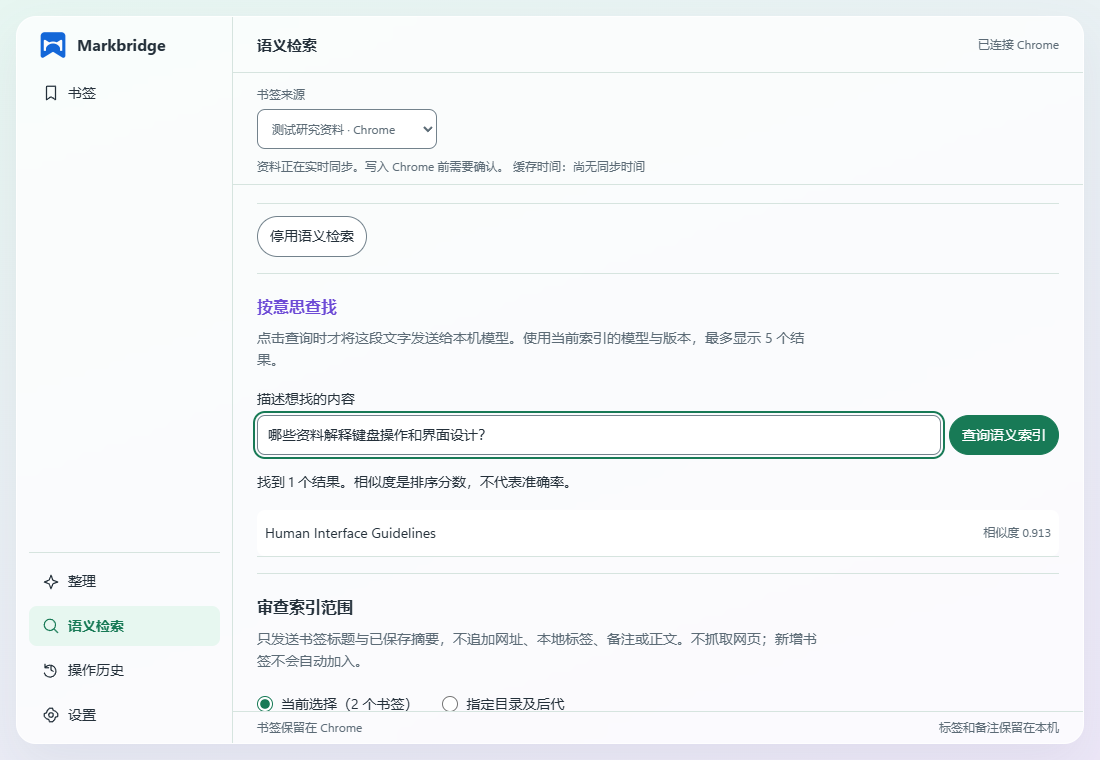 Markbridge
书签
整理
语义检索
操作历史
设置
语义检索
已连接 Chrome
书签来源
测试研究资料 · Chrome
资料正在实时同步。写入 Chrome 前需要确认。 缓存时间：尚无同步时间
停用语义检索
按意思查找
点击查询时才将这段文字发送给本机模型。使用当前索引的模型与版本，最多显示 5 个结
果。
描述想找的内容
哪些资料解释键盘操作和界面设计？
查询语义索引
找到 1 个结果。相似度是排序分数，不代表准确率。
Human Interface Guidelines
相似度 0.913
审查索引范围
只发送书签标题与已保存摘要，不追加网址、本地标签、备注或正文。不抓取网页；新增书
签不会自动加入。
当前选择（2 个书签）
指定目录及后代
书签保留在 Chrome
标签和备注保留在本机